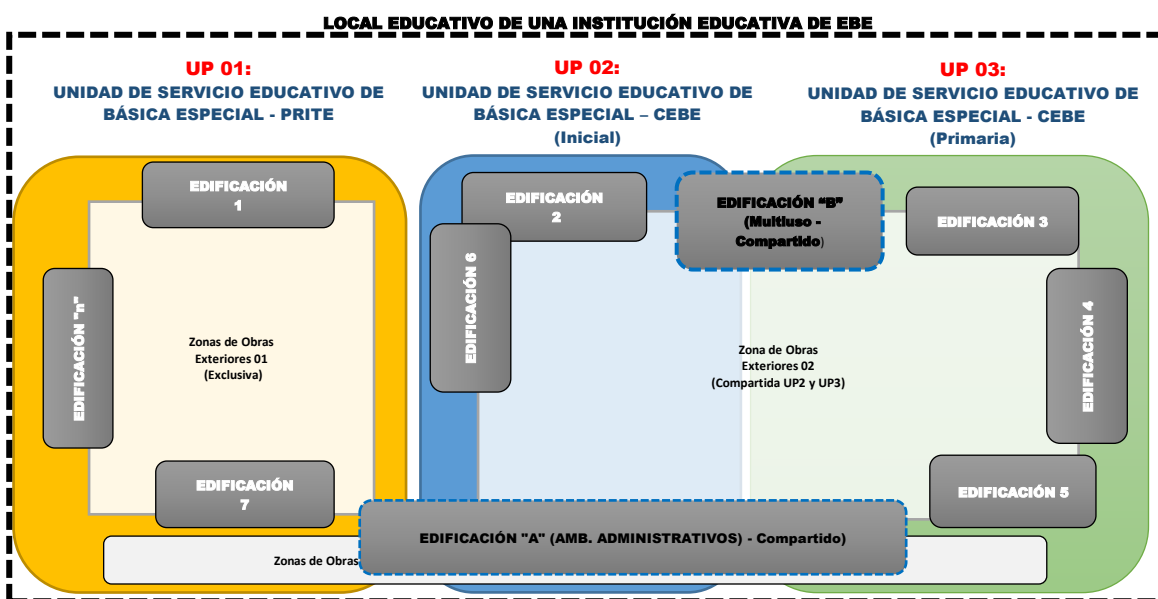 LOCAL EDUCATIVO DE UNA INSTITUCIÓN EDUCATIVA DE EBE
UP 01:
UNIDAD DE SERVICIO EDUCATIVO DE
BÁSICA ESPECIAL - PRITE
UP 02:
UNIDAD DE SERVICIO EDUCATIVO DE
BÁSICA ESPECIAL – CEBE
(Inicial)
UP 03:
UNIDAD DE SERVICIO EDUCATIVO DE
BÁSICA ESPECIAL - CEBE
(Primaria)
EDIFICACIÓN
1
EDIFICACIÓN "n"
Zonas de Obras
Exteriores 01
(Exclusiva)
EDIFICACIÓN
7
EDIFICACIÓN
2
EDIFICACIÓN 6
EDIFICACIÓN “B”
(Multiuso -
Compartido)
EDIFICACIÓN 3
EDIFICACIÓN 4
Zona de Obras
Exteriores 02
(Compartida UP2 y UP3)
EDIFICACIÓN 5
EDIFICACIÓN "A" (AMB. ADMINISTRATIVOS) - Compartido)
Zonas de Obras